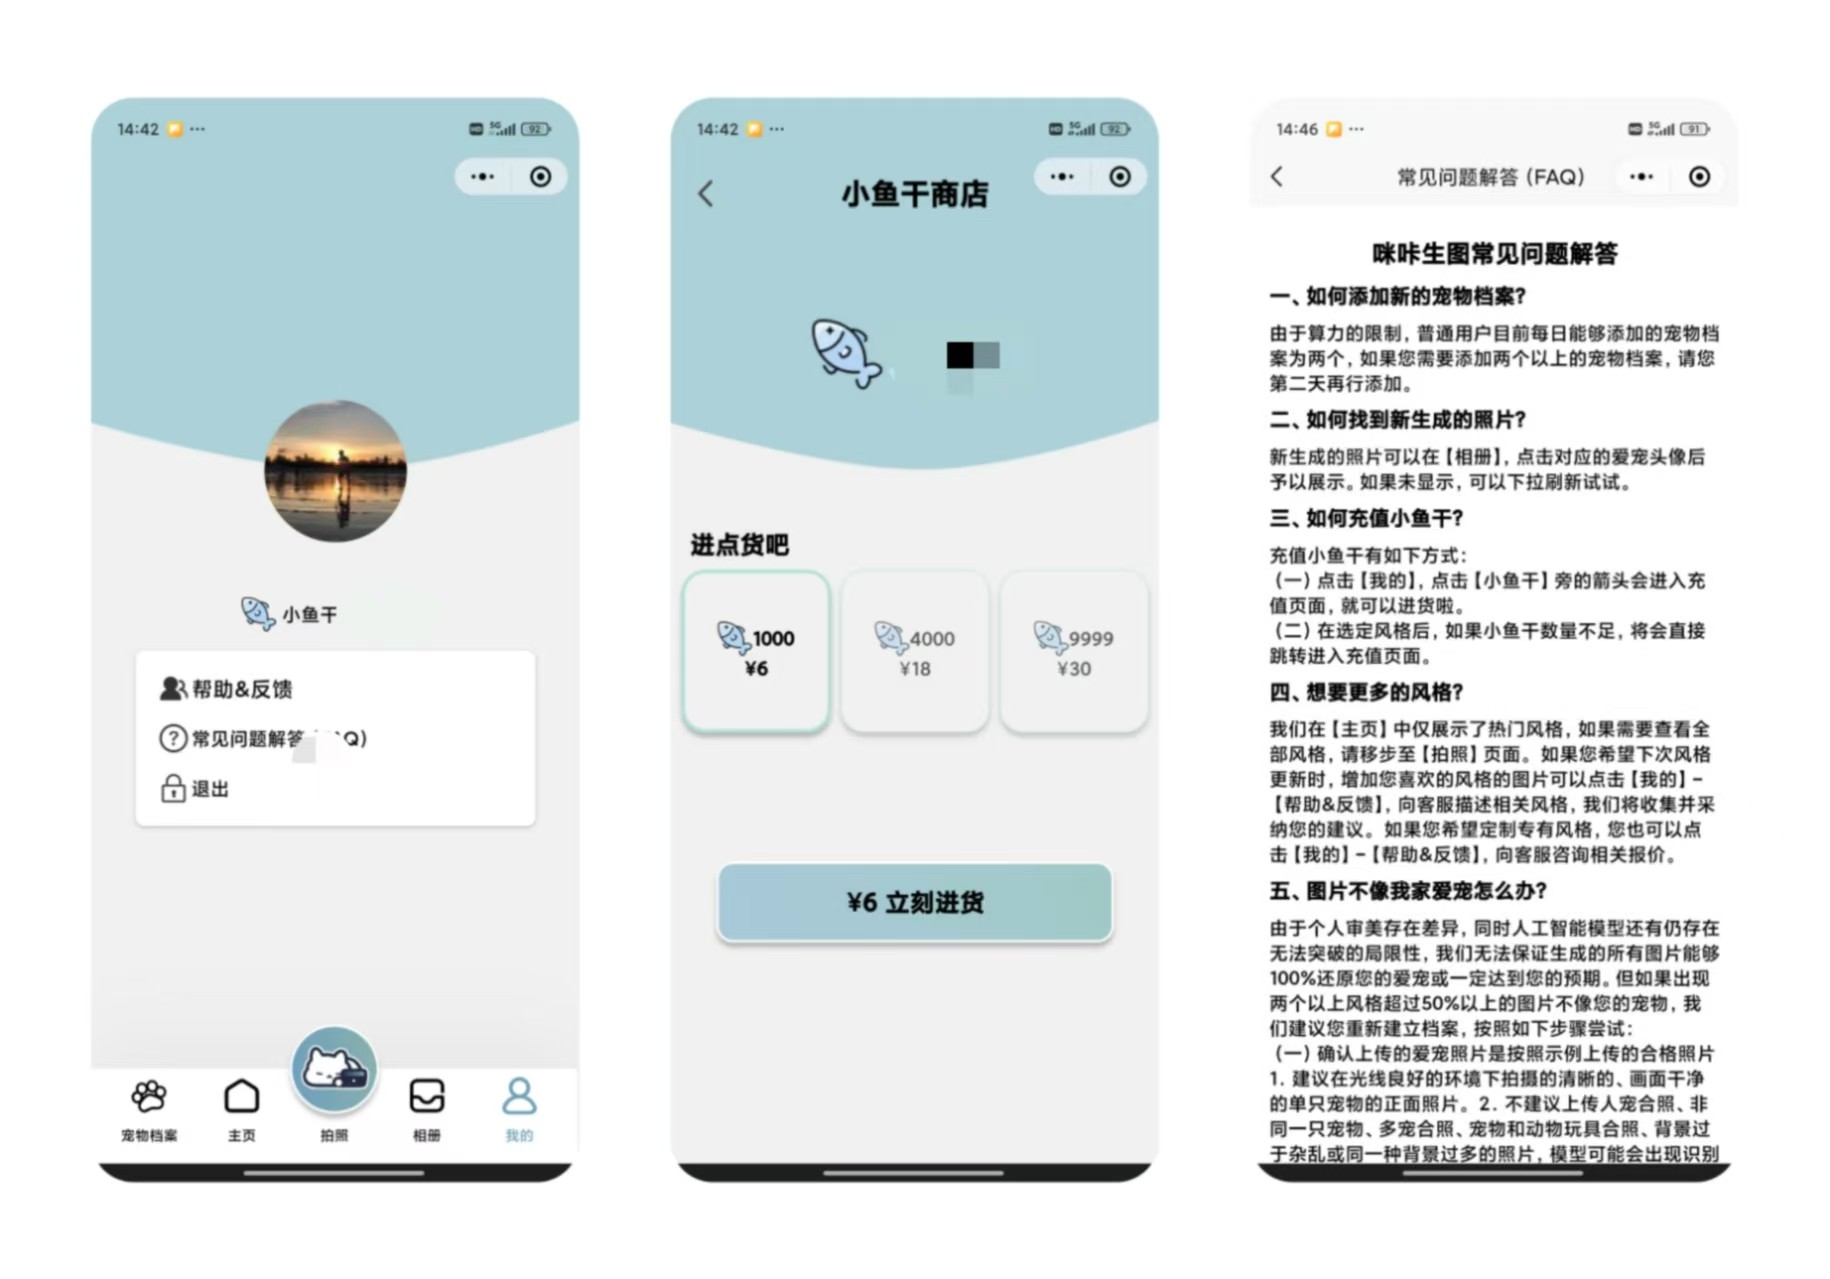 14:42
5G
92
小鱼干
帮助&反馈
常见问题解答
退出
宠物档案
主页
拍照
相册
我的
14:42
5G
92
小鱼干商店
进点货吧
1000
¥6
4000
¥18
9999
¥30
¥6 立刻进货
14:46
5G
91
常见问题解答 (FAQ)
咪咔生图常见问题解答
一、如何添加新的宠物档案?
由于算力的限制，普通用户目前每日能够添加的宠物档
案为两个，如果您需要添加两个以上的宠物档案，请您
第二天再行添加。
二、如何找到新生成的照片?
新生成的照片可以在【相册】，点击对应的爱宠头像后
予以展示。如果未显示，可以下拉刷新试试。
三、如何充值小鱼干?
充值小鱼干有如下方式：
（一）点击【我的】，点击【小鱼干】旁的箭头会进入充
值页面，就可以进货啦。
（二）在选定风格后，如果小鱼干数量不足，将会直接
跳转进入充值页面。
四、想要更多的风格?
我们在【主页】中仅展示了热门风格，如果需要查看全
部风格，请移步至【拍照】页面。如果您希望下次风格
更新时，增加您喜欢的风格的图片可以点击【我的】-
【帮助&反馈】，向客服描述相关风格，我们将收集并采
纳您的建议。如果您希望定制专有风格，您也可以点
击【我的】-【帮助&反馈】，向客服咨询相关报价。
五、图片不像我家爱宠怎么办?
由于个人审美存在差异，同时人工智能模型还有仍存在
无法突破的局限性，我们无法保证生成的所有图片能够
100%还原您的爱宠或一定达到您的预期。但如果出现
两个以上风格超过50%以上的图片不像您的宠物，我
们建议您重新建立档案，按照如下步骤尝试：
（一）确认上传的爱宠照片是按照示例上传的合格照片
1. 建议在光线良好的环境下拍摄的清晰的、画面干净
的单只宠物的正面照片。2. 不建议上传人宠合照、非
同一只宠物、多宠合照、宠物和动物玩具合照、背景过
于杂乱或同一种背景过多的照片，模型可能会出现识别